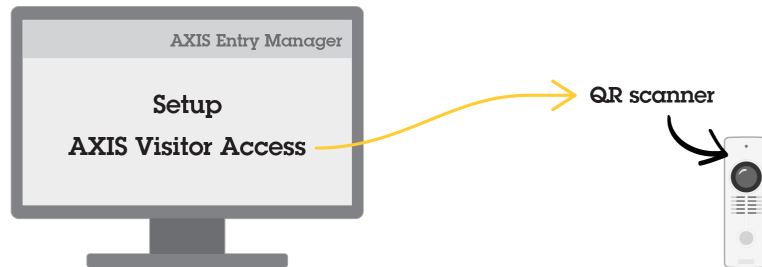 AXIS Entry Manager
Setup
AXIS Visitor Access
QR scanner